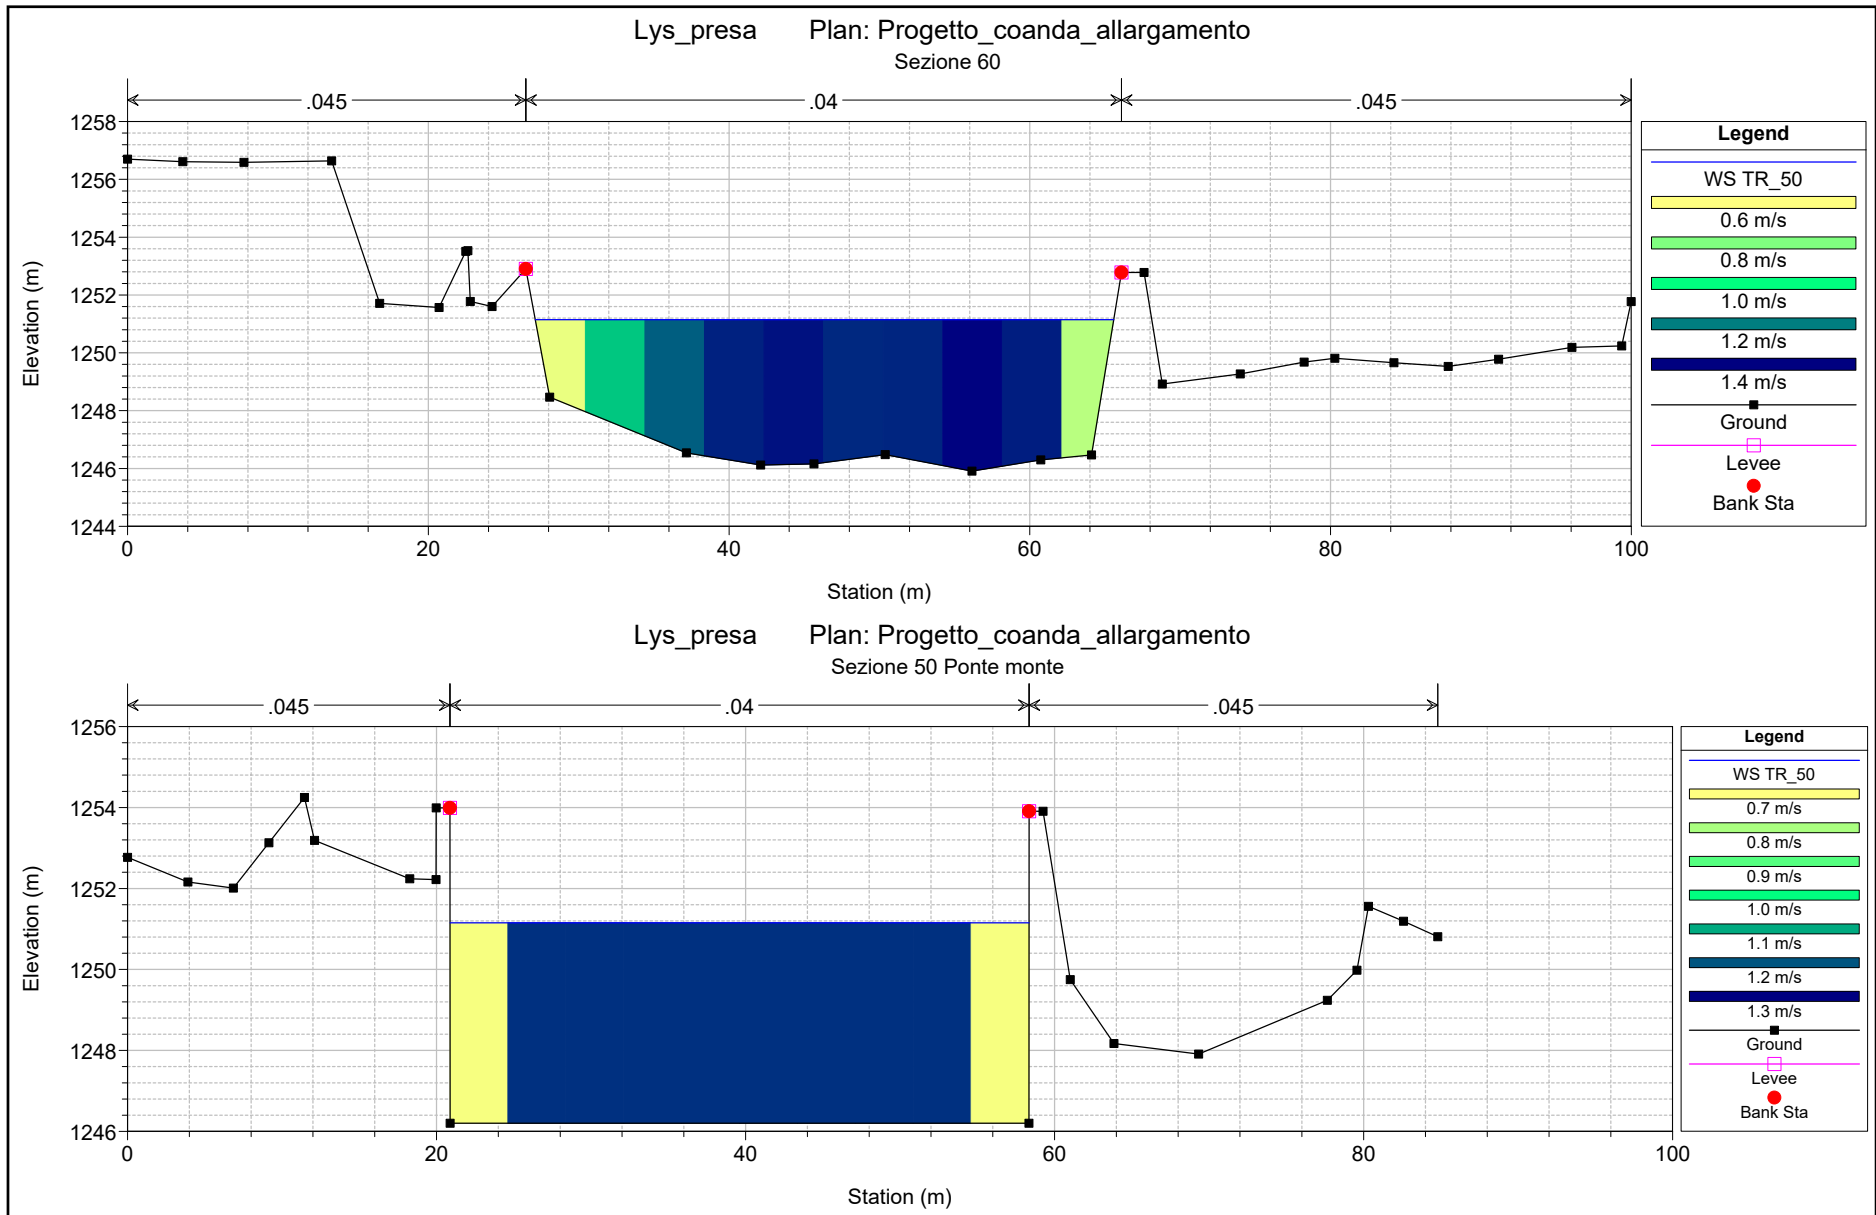 Lys_presa Plan: Progetto_coanda_allargamento
Sezione 60
.045 .04 .045
1258
1256
1254
1252
1250
1248
1246
1244
Elevation (m)
0 20 40 60 80 100
Station (m)
Legend
WS TR_50
0.6 m/s
0.8 m/s
1.0 m/s
1.2 m/s
1.4 m/s
Ground
Levee
Bank Sta
Lys_presa Plan: Progetto_coanda_allargamento
Sezione 50 Ponte monte
.045 .04 .045
1256
1254
1252
1250
1248
1246
Elevation (m)
0 20 40 60 80 100
Station (m)
Legend
WS TR_50
0.7 m/s
0.8 m/s
0.9 m/s
1.0 m/s
1.1 m/s
1.2 m/s
1.3 m/s
Ground
Levee
Bank Sta